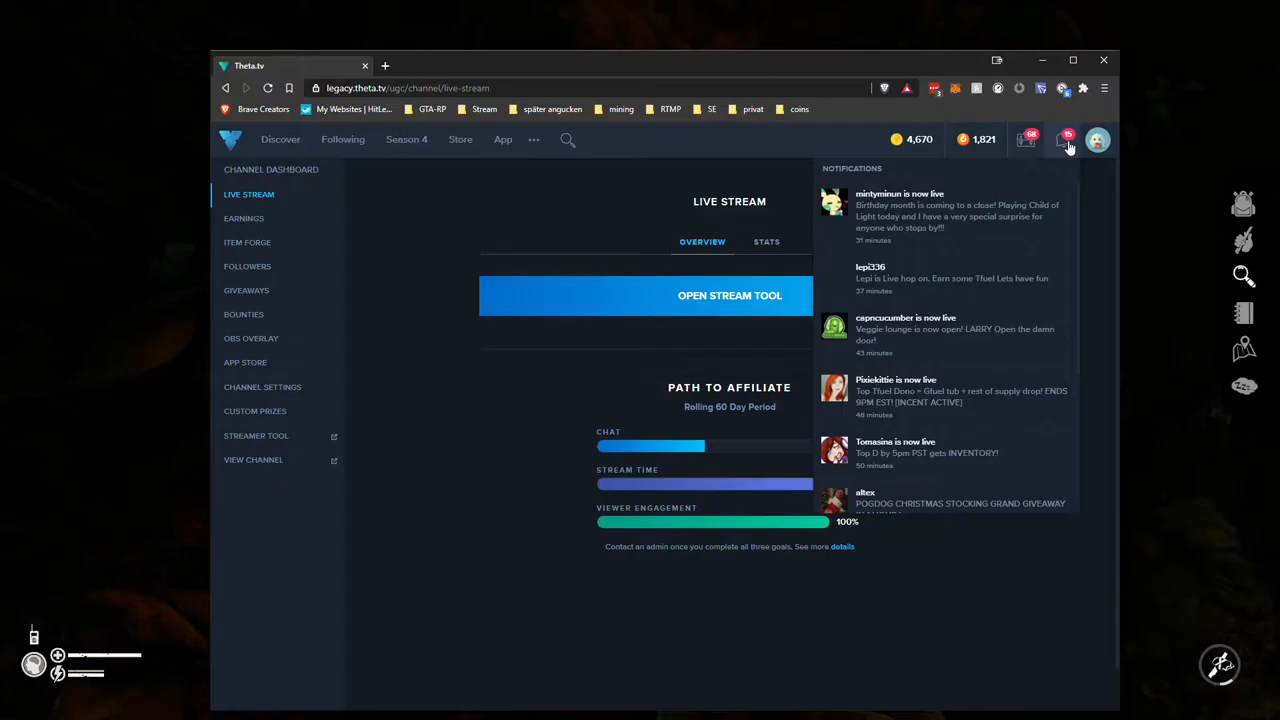 Theta.tv
legacy.theta.tv/ugc/channel/live-stream
3
6
Brave Creators
My Websites | HitLe...
GTA-RP
Stream
später angucken
mining
RTMP
SE
privat
coins
Discover
Following
Season 4
Store
App
4,670
1,821
68
15
CHANNEL DASHBOARD
LIVE STREAM
EARNINGS
ITEM FORGE
FOLLOWERS
GIVEAWAYS
BOUNTIES
OBS OVERLAY
APP STORE
CHANNEL SETTINGS
CUSTOM PRIZES
STREAMER TOOL
VIEW CHANNEL
LIVE STREAM
OVERVIEW
STATS
OPEN STREAM TOOL
PATH TO AFFILIATE
Rolling 60 Day Period
CHAT
STREAM TIME
VIEWER ENGAGEMENT
100%
Contact an admin once you complete all three goals. See more details
NOTIFICATIONS
mintyminun is now live
Birthday month is coming to a close! Playing Child of
Light today and I have a very special surprise for
anyone who stops by!!!
31 minutes
lepi336
Lepi is Live hop on. Earn some Tfuel Lets have fun
37 minutes
capncucumber is now live
Veggie lounge is now open! LARRY Open the damn
door!
43 minutes
Pixiekittie is now live
Top Tfuel Dono = Gfuel tub + rest of supply drop! ENDS
9PM EST! [INCENT ACTIVE]
46 minutes
Tomasina is now live
Top D by 5pm PST gets INVENTORY!
50 minutes
altex
POGDOG CHRISTMAS STOCKING GRAND GIVEAWAY